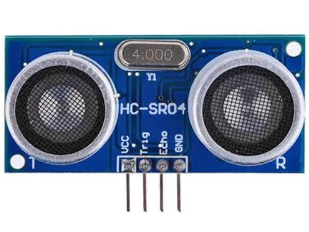 4.000
Y1
HC-SR04
Vcc
Trig
Echo
GND
T
R